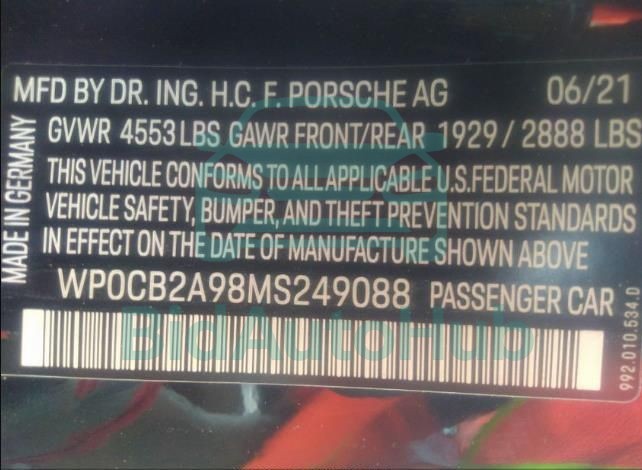 MFD BY DR. ING. H.C. F. PORSCHE AG 06/21
GVWR 4553 LBS GAWR FRONT/REAR 1929 / 2888 LBS
THIS VEHICLE CONFORMS TO ALL APPLICABLE U.S. FEDERAL MOTOR
VEHICLE SAFETY, BUMPER, AND THEFT PREVENTION STANDARDS
IN EFFECT ON THE DATE OF MANUFACTURE SHOWN ABOVE
WP0CB2A98MS249088 PASSENGER CAR
MADE IN GERMANY
992.010.534.D
BidAutoHub